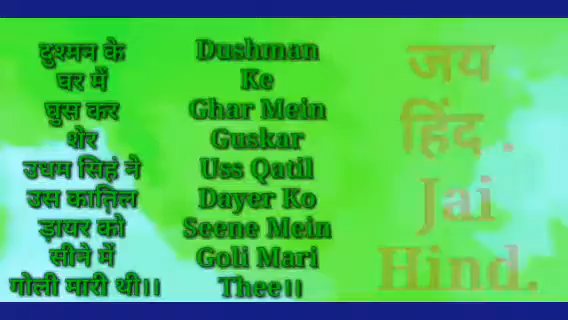 दुश्मन के
घर में
घुस कर
शेर
उधम सिहं ने
उस कातिल
ड़ायर को
सीने में
गोली मारी थी।।
Dushman
Ke
Ghar Mein
Guskar
Uss Qatil
Dayer Ko
Seene Mein
Goli Mari
Thee।।
जय
हिंद .
Jai
Hind.